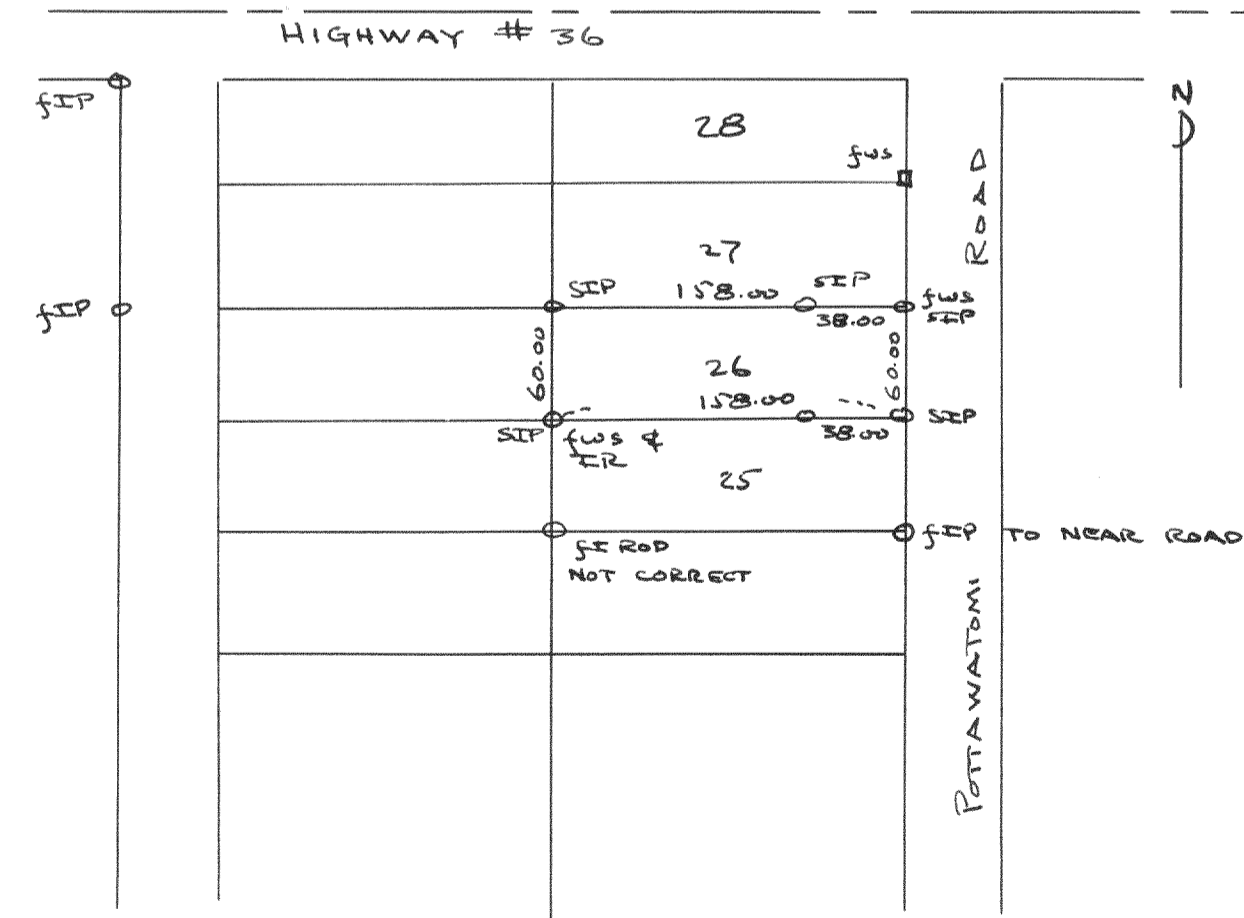 HIGHWAY # 36
N
fIP
28
fws
ROAD
27
SIP
158.00
SIP
fIP
38.00
fws
SIP
60.00
26
60.00
158.00
38.00
SIP
SIP
fws &
IR
25
fI ROD
NOT CORRECT
fIP TO NEAR ROAD
POTTAWATOMI